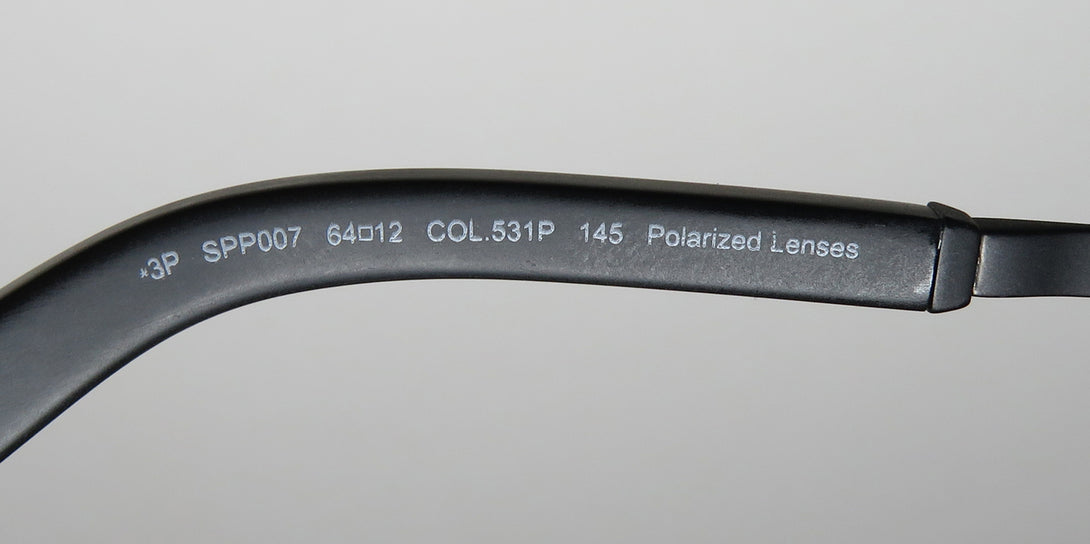 *3P SPP007 64□12 COL.531P 145 Polarized Lenses